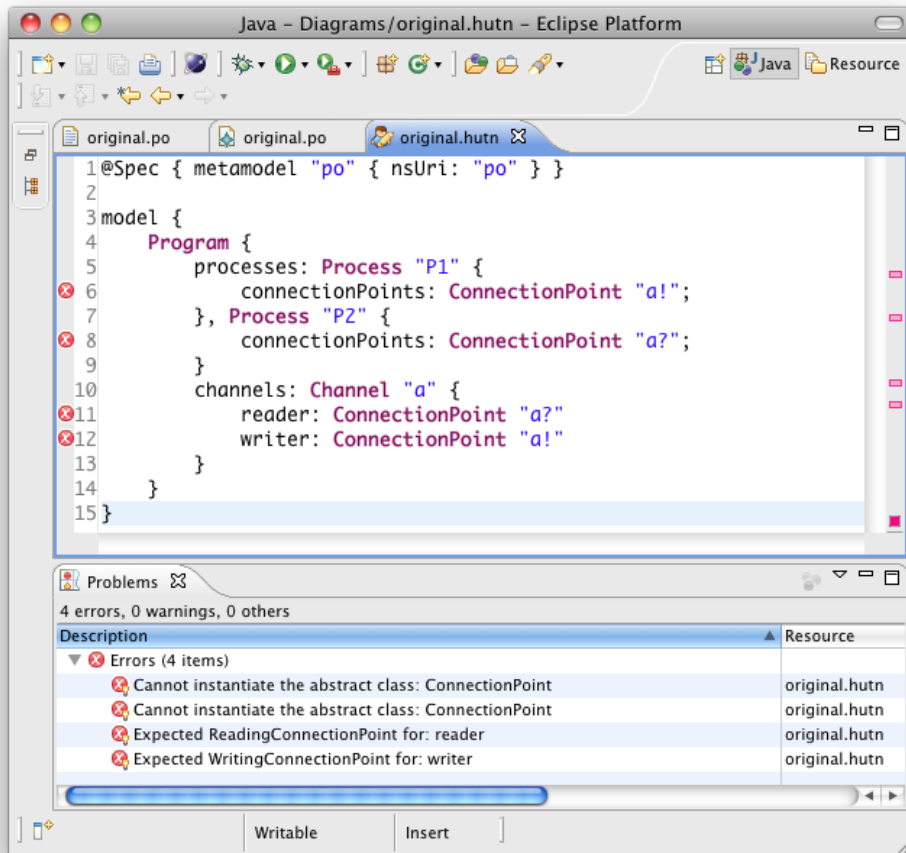 Java – Diagrams/original.hutn – Eclipse Platform
Java Resource
original.po original.po original.hutn
1 @Spec { metamodel "po" { nsUri: "po" } }
2
3 model {
4     Program {
5         processes: Process "P1" {
6             connectionPoints: ConnectionPoint "a!";
7         }, Process "P2" {
8             connectionPoints: ConnectionPoint "a?";
9         }
10         channels: Channel "a" {
11             reader: ConnectionPoint "a?"
12             writer: ConnectionPoint "a!"
13         }
14     }
15 }
Problems
4 errors, 0 warnings, 0 others
Description Resource
Errors (4 items)
Cannot instantiate the abstract class: ConnectionPoint original.hutn
Cannot instantiate the abstract class: ConnectionPoint original.hutn
Expected ReadingConnectionPoint for: reader original.hutn
Expected WritingConnectionPoint for: writer original.hutn
Writable Insert